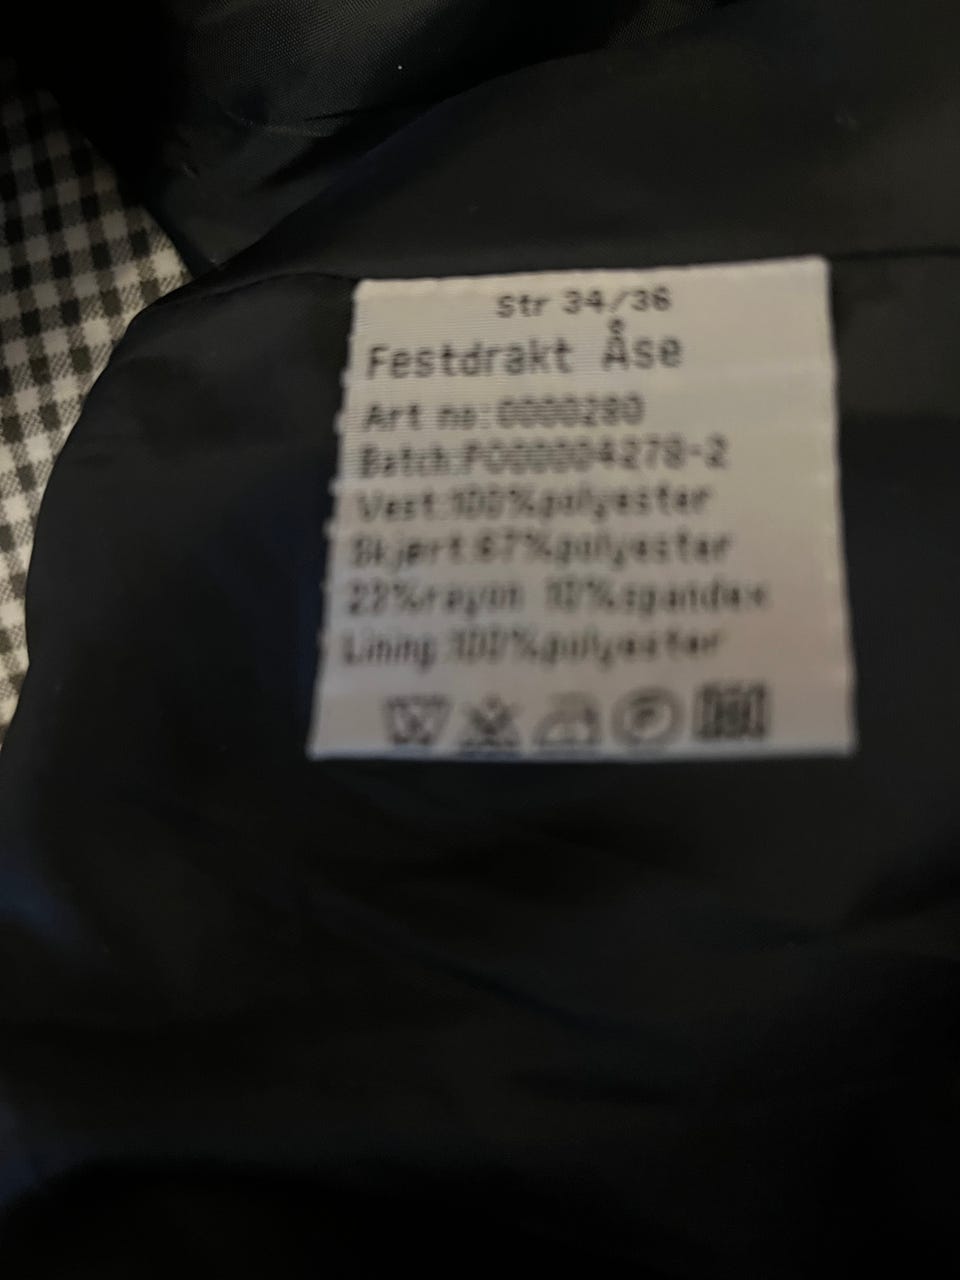 Str 34/36
Festdrakt Åse
Art no:0000280
Batch:PO00004278-2
Vest:100%polyester
Skjørt:67%polyester
23%rayon 10%spandex
Lining:100%polyester